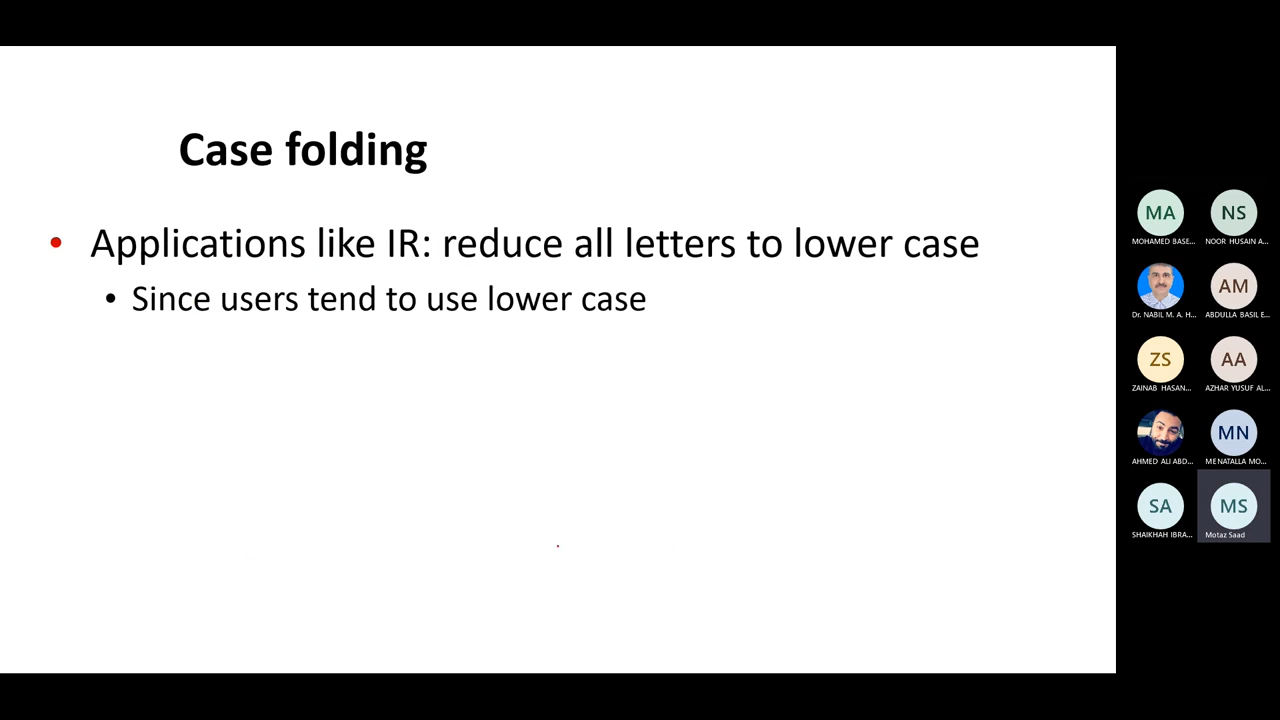 Case folding
• Applications like IR: reduce all letters to lower case
• Since users tend to use lower case
MA
NS
MOHAMED BASE...
NOOR HUSAIN A...
AM
Dr. NABIL M. A. H...
ABDULLA BASIL E...
ZS
AA
ZAINAB HASAN...
AZHAR YUSUF AL...
MN
AHMED ALI ABD...
MENATALLA MO...
SA
MS
SHAIKHAH IBRA...
Motaz Saad